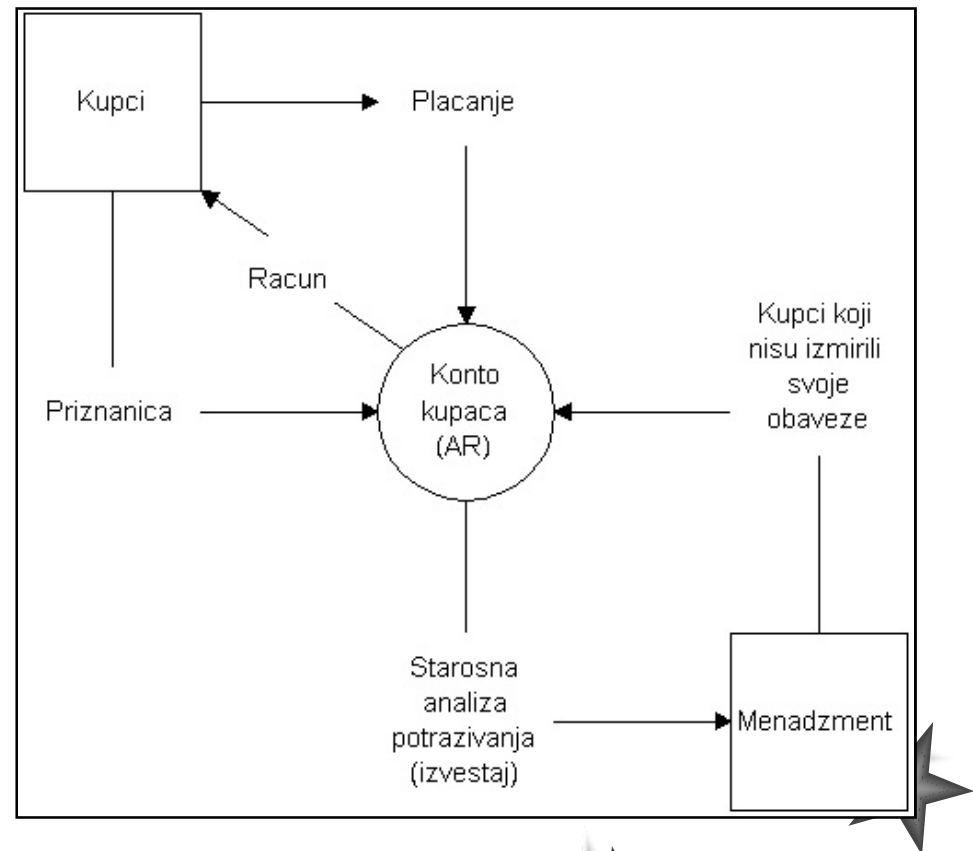 Kupci
Placanje
Racun
Kupci koji
nisu izmirili
svoje
obaveze
Priznanica
Konto
kupaca
(AR)
Starosna
analiza
potrazivanja
(izvestaj)
Menadzment